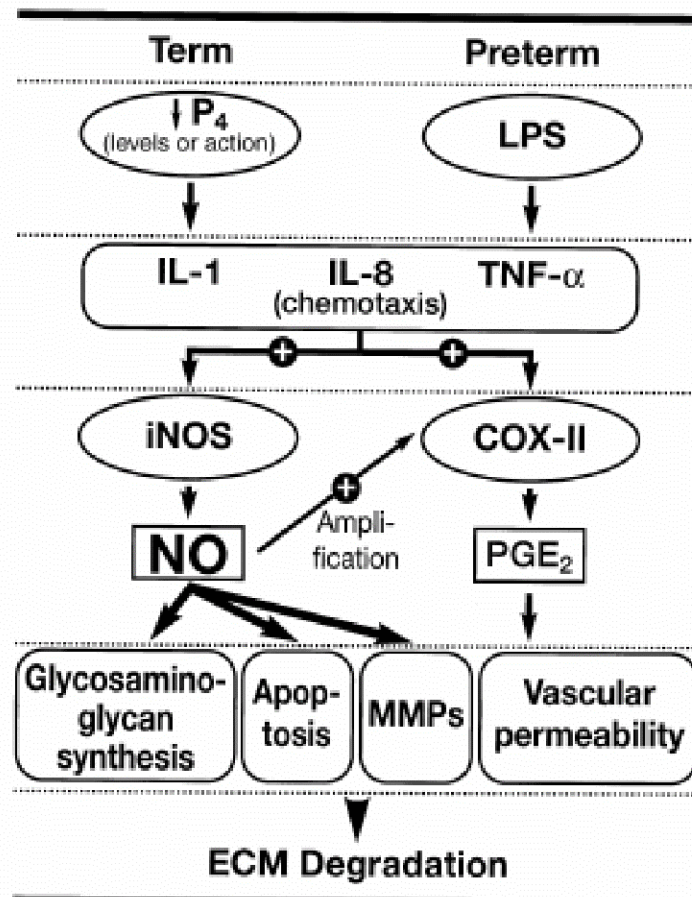 Term Preterm
↓ P₄ LPS
(levels or action)
IL-1 IL-8 TNF-α
(chemotaxis)
+ +
iNOS COX-II
+
NO Ampli-
fication PGE₂
Glycosamino-
glycan
synthesis
Apop-
tosis
MMPs
Vascular
permeability
ECM Degradation